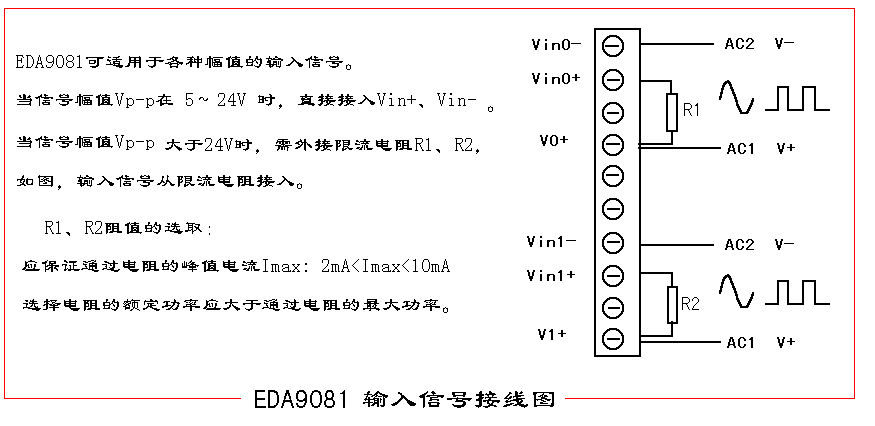 EDA9081可适用于各种幅值的输入信号。
当信号幅值Vp-p在 5~24V 时，直接接入Vin+、Vin- 。
当信号幅值Vp-p 大于24V时，需外接限流电阻R1、R2，
如图，输入信号从限流电阻接入。
R1、R2阻值的选取：
应保证通过电阻的峰值电流Imax: 2mA<Imax<10mA
选择电阻的额定功率应大于通过电阻的最大功率。
Vin0- AC2 V-
Vin0+
R1
V0+
AC1 V+
Vin1- AC2 V-
Vin1+
R2
V1+
AC1 V+
EDA9081 输入信号接线图